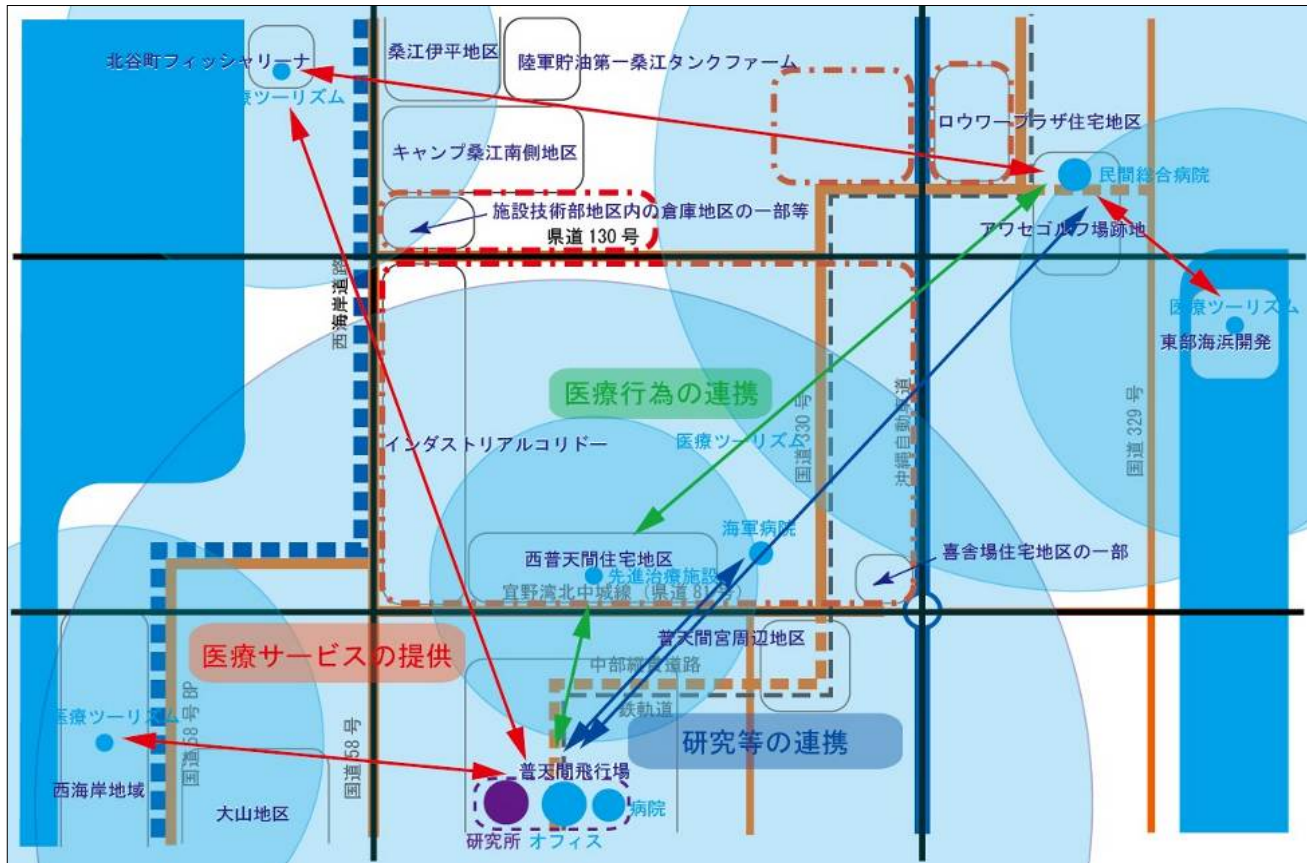 桑江伊平地区
陸軍貯油第一桑江タンクファーム
北谷町フィッシャリーナ
医療ツーリズム
ロウワープラザ住宅地区
キャンプ桑江南側地区
民間総合病院
施設技術部地区内の倉庫地区の一部等
県道 130 号
アワセゴルフ場跡地
西海岸道路
医療ツーリズム
東部海浜開発
医療行為の連携
国道 330 号
沖縄自動車道
国道 329 号
インダストリアルコリドー
医療ツーリズム
海軍病院
西普天間住宅地区
先進治療施設
喜舎場住宅地区の一部
宜野湾北中城線（県道 81 号）
医療サービスの提供
普天間宮周辺地区
中部縦貫道路
鉄軌道
国道 58 号 BP
国道 58 号
医療ツーリズム
研究等の連携
普天間飛行場
西海岸地域
大山地区
病院
研究所
オフィス